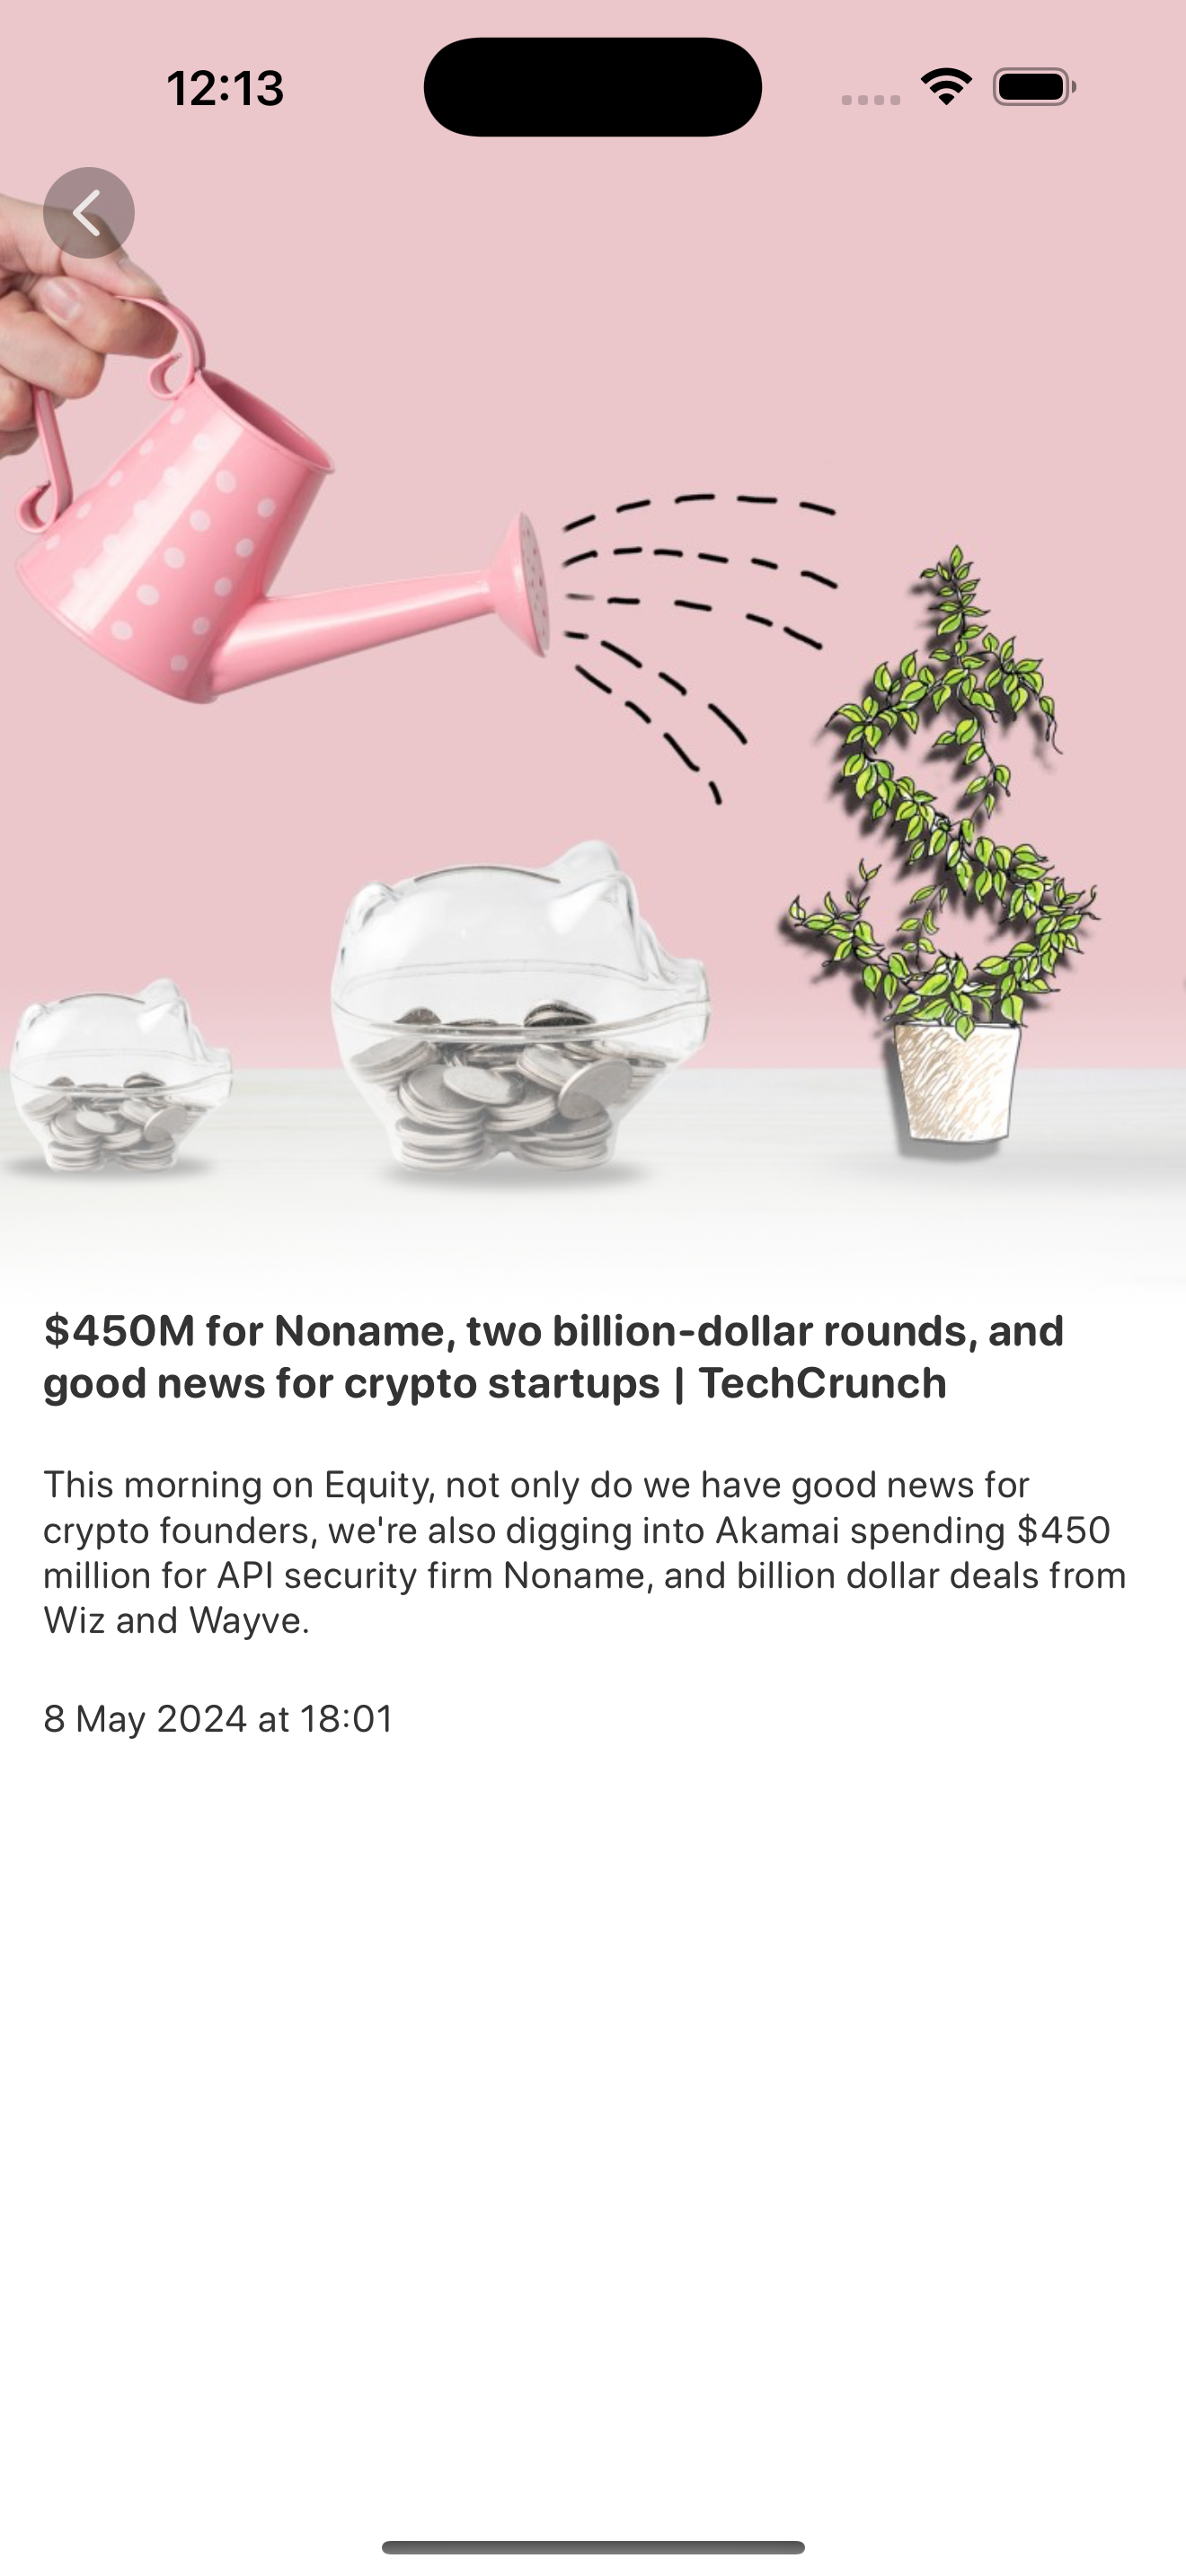 12:13
$450M for Noname, two billion-dollar rounds, and
good news for crypto startups | TechCrunch
This morning on Equity, not only do we have good news for
crypto founders, we're also digging into Akamai spending $450
million for API security firm Noname, and billion dollar deals from
Wiz and Wayve.
8 May 2024 at 18:01